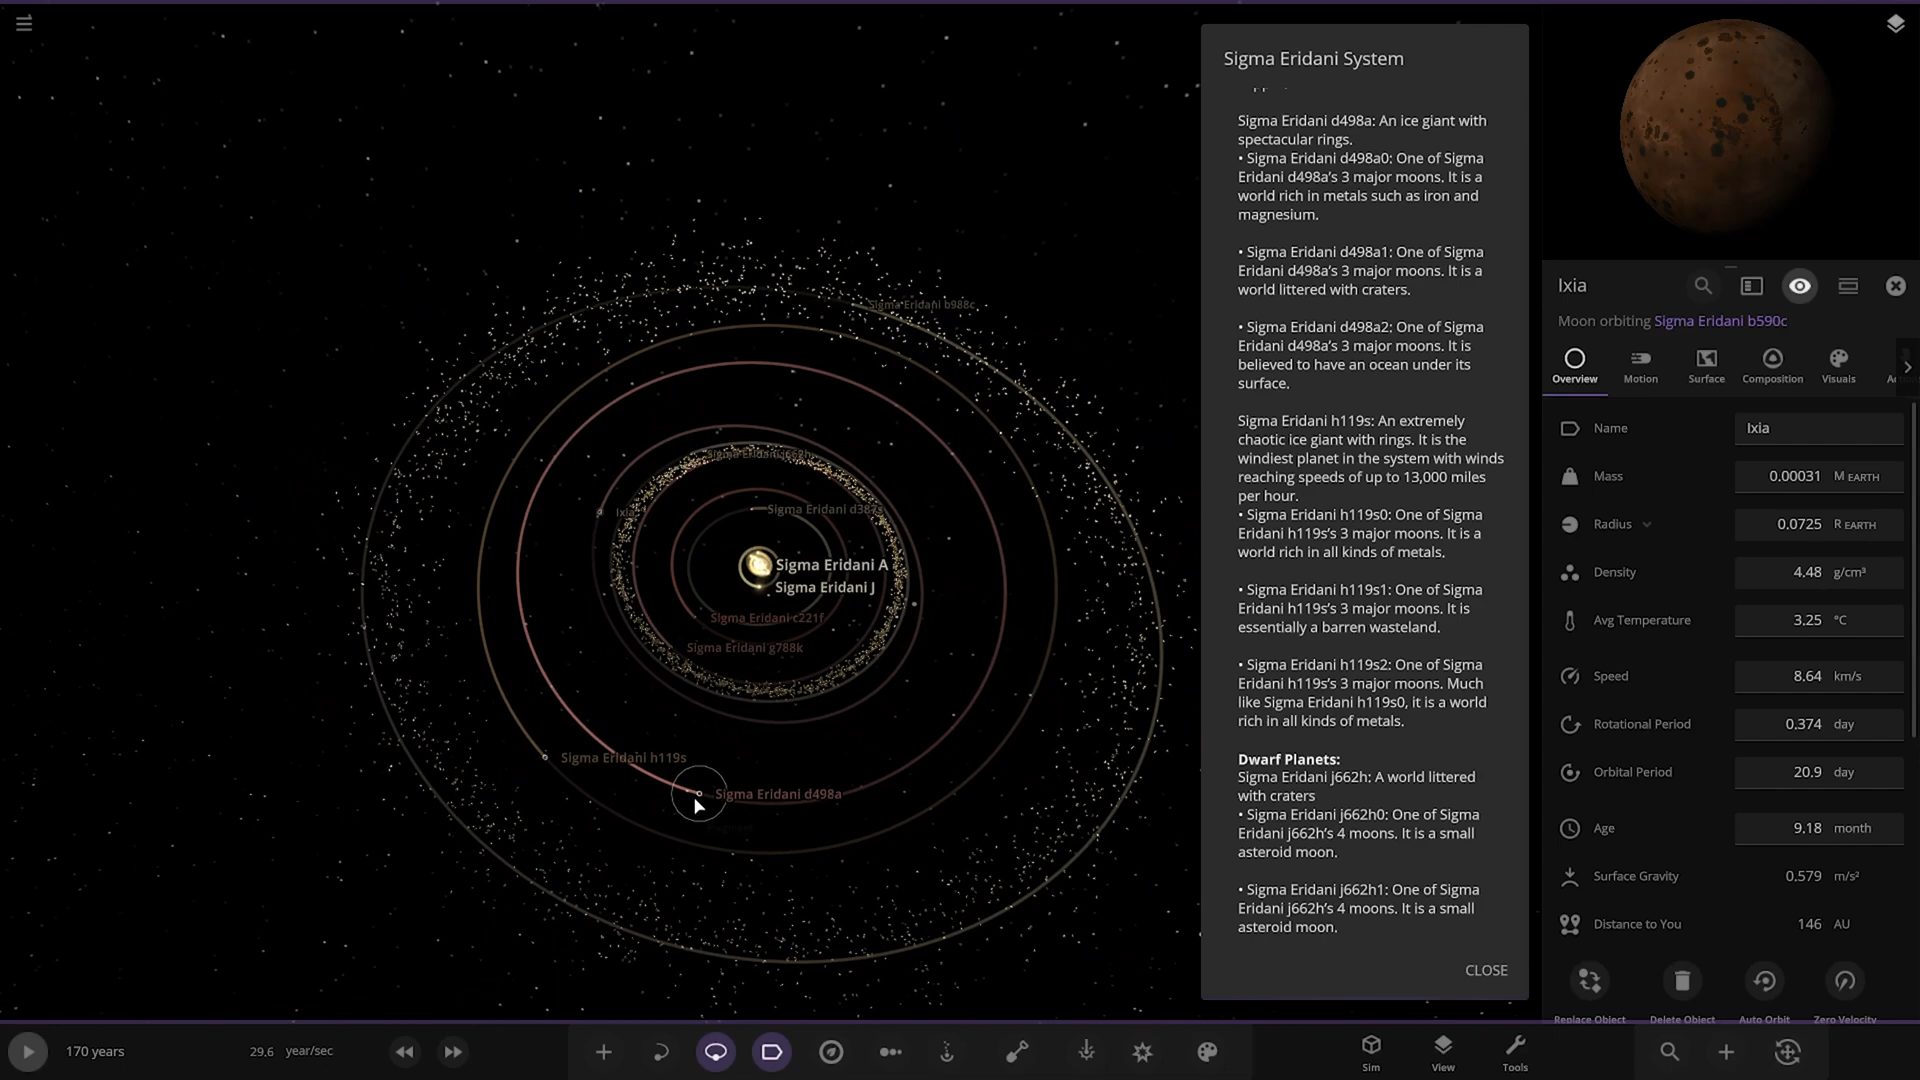 Sigma Eridani System
Sigma Eridani d498a: An ice giant with
spectacular rings.
• Sigma Eridani d498a0: One of Sigma
Eridani d498a’s 3 major moons. It is a
world rich in metals such as iron and
magnesium.
• Sigma Eridani d498a1: One of Sigma
Eridani d498a’s 3 major moons. It is a
world littered with craters.
• Sigma Eridani d498a2: One of Sigma
Eridani d498a’s 3 major moons. It is
believed to have an ocean under its
surface.
Sigma Eridani h119s: An extremely
chaotic ice giant with rings. It is the
windiest planet in the system with winds
reaching speeds of up to 13,000 miles
per hour.
• Sigma Eridani h119s0: One of Sigma
Eridani h119s’s 3 major moons. It is a
world rich in all kinds of metals.
• Sigma Eridani h119s1: One of Sigma
Eridani h119s’s 3 major moons. It is
essentially a barren wasteland.
• Sigma Eridani h119s2: One of Sigma
Eridani h119s’s 3 major moons. Much
like Sigma Eridani h119s0, it is a world
rich in all kinds of metals.
Dwarf Planets:
Sigma Eridani j662h: A world littered
with craters
• Sigma Eridani j662h0: One of Sigma
Eridani j662h’s 4 moons. It is a small
asteroid moon.
• Sigma Eridani j662h1: One of Sigma
Eridani j662h’s 4 moons. It is a small
asteroid moon.
CLOSE
Sigma Eridani b988c
Sigma Eridani j662h
Ixia
Sigma Eridani d387s
Sigma Eridani A
Sigma Eridani J
Sigma Eridani c221f
Sigma Eridani g788k
Sigma Eridani h119s
Sigma Eridani d498a
Ixia
Moon orbiting Sigma Eridani b590c
Overview Motion Surface Composition Visuals
Name Ixia
Mass 0.00031 M EARTH
Radius 0.0725 R EARTH
Density 4.48 g/cm³
Avg Temperature 3.25 °C
Speed 8.64 km/s
Rotational Period 0.374 day
Orbital Period 20.9 day
Age 9.18 month
Surface Gravity 0.579 m/s²
Distance to You 146 AU
Replace Object Delete Object Auto Orbit Zero Velocity
170 years 29.6 year/sec
Sim View Tools